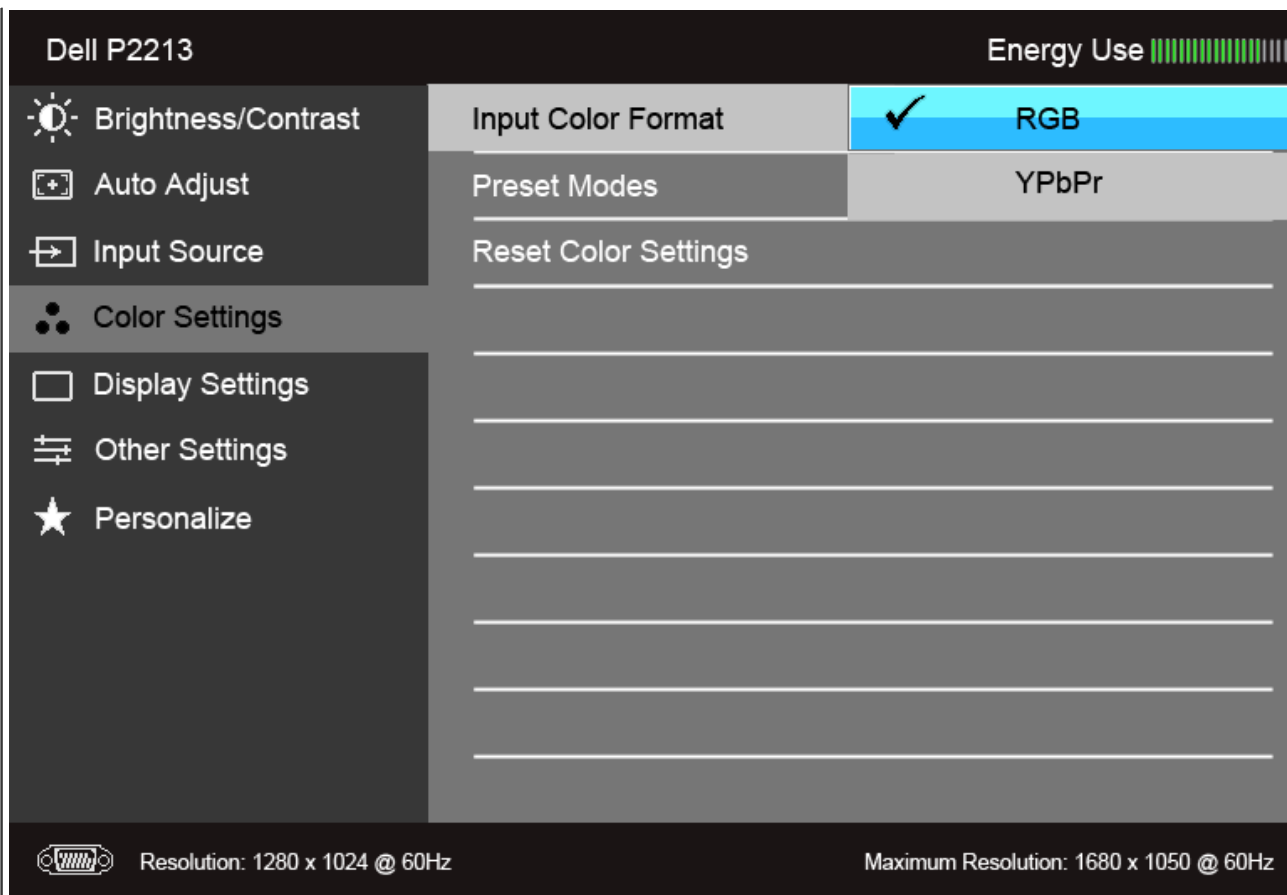 Dell P2213 Energy Use
Brightness/Contrast Input Color Format RGB
Auto Adjust Preset Modes YPbPr
Input Source Reset Color Settings
Color Settings
Display Settings
Other Settings
Personalize
Resolution: 1280 x 1024 @ 60Hz Maximum Resolution: 1680 x 1050 @ 60Hz